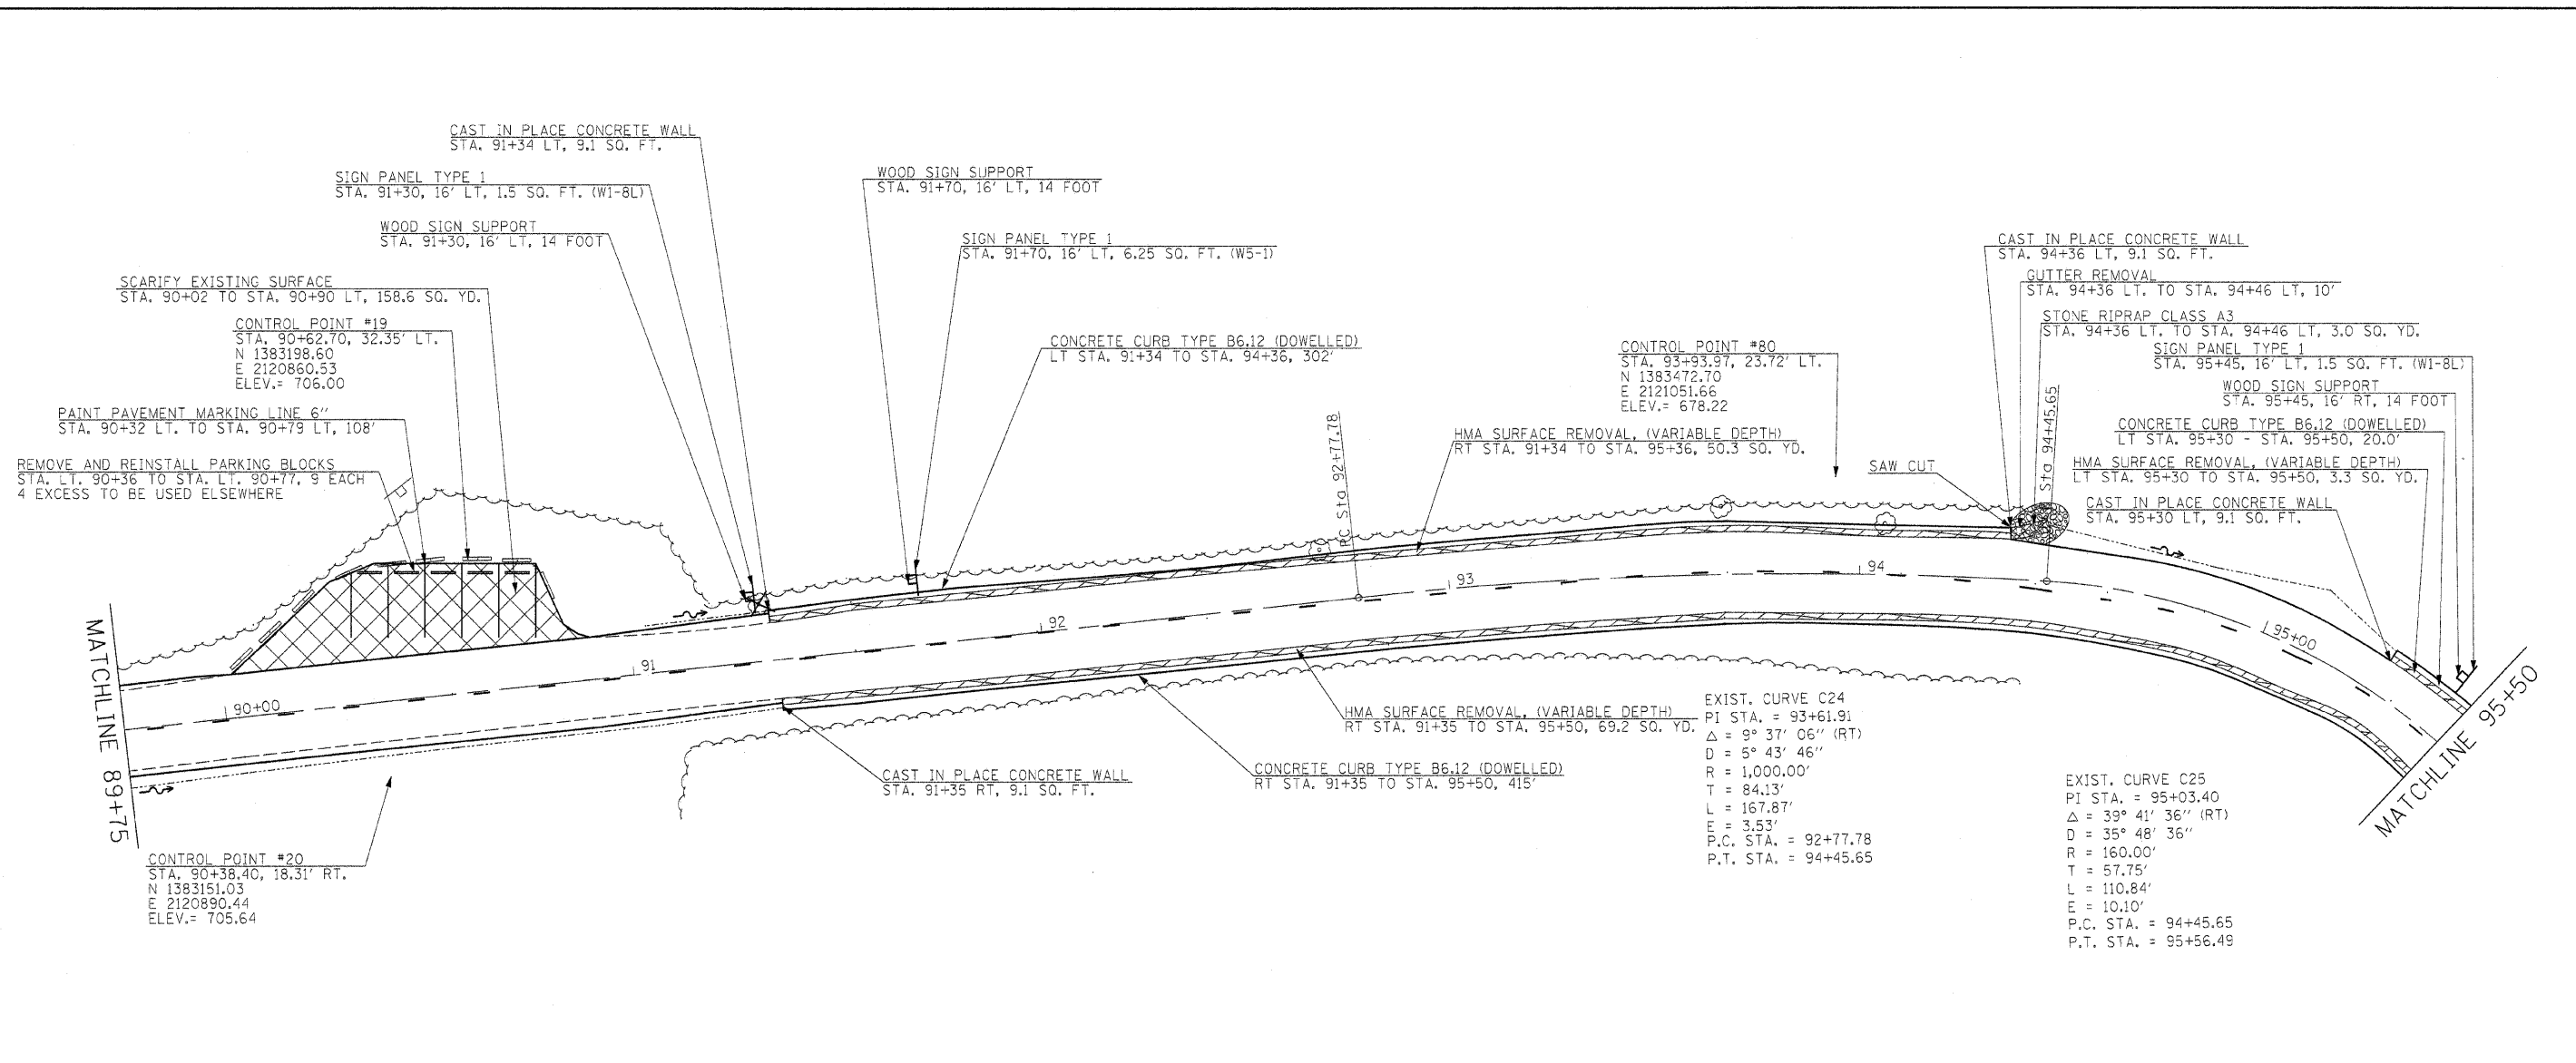 CAST IN PLACE CONCRETE WALL
STA. 91+34 LT, 9.1 SQ. FT.
SIGN PANEL TYPE 1
STA. 91+30, 16' LT, 1.5 SQ. FT. (W1-8L)
WOOD SIGN SUPPORT
STA. 91+30, 16' LT, 14 FOOT
SCARIFY EXISTING SURFACE
STA. 90+02 TO STA. 90+90 LT, 158.6 SQ. YD.
CONTROL POINT #19
STA. 90+62.70, 32.35' LT.
N 1383198.60
E 2120860.53
ELEV.= 706.00
PAINT PAVEMENT MARKING LINE 6"
STA. 90+32 LT. TO STA. 90+79 LT, 108'
REMOVE AND REINSTALL PARKING BLOCKS
STA. LT. 90+36 TO STA. LT. 90+77, 9 EACH
4 EXCESS TO BE USED ELSEWHERE
WOOD SIGN SUPPORT
STA. 91+70, 16' LT, 14 FOOT
SIGN PANEL TYPE 1
STA. 91+70, 16' LT, 6.25 SQ. FT. (W5-1)
CONCRETE CURB TYPE B6.12 (DOWELLED)
LT STA. 91+34 TO STA. 94+36, 302'
CONTROL POINT #80
STA. 93+93.97, 23.72' LT.
N 1383472.70
E 2121051.66
ELEV.= 678.22
HMA SURFACE REMOVAL, (VARIABLE DEPTH)
RT STA. 91+34 TO STA. 95+36, 50.3 SQ. YD.
SAW CUT
CAST IN PLACE CONCRETE WALL
STA. 94+36 LT, 9.1 SQ. FT.
GUTTER REMOVAL
STA. 94+36 LT. TO STA. 94+46 LT, 10'
STONE RIPRAP CLASS A3
STA. 94+36 LT. TO STA. 94+46 LT, 3.0 SQ. YD.
SIGN PANEL TYPE 1
STA. 95+45, 16' LT, 1.5 SQ. FT. (W1-8L)
WOOD SIGN SUPPORT
STA. 95+45, 16' RT, 14 FOOT
CONCRETE CURB TYPE B6.12 (DOWELLED)
LT STA. 95+30 - STA. 95+50, 20.0'
HMA SURFACE REMOVAL, (VARIABLE DEPTH)
LT STA. 95+30 TO STA. 95+50, 3.3 SQ. YD.
CAST IN PLACE CONCRETE WALL
STA. 95+30 LT, 9.1 SQ. FT.
PC Sta 92+77.78
Sta 94+45.65
90+00
91
92
93
94
95+00
MATCHLINE 89+75
MATCHLINE 95+50
HMA SURFACE REMOVAL, (VARIABLE DEPTH)
RT STA. 91+35 TO STA. 95+50, 69.2 SQ. YD.
CAST IN PLACE CONCRETE WALL
STA. 91+35 RT, 9.1 SQ. FT.
CONCRETE CURB TYPE B6.12 (DOWELLED)
RT STA. 91+35 TO STA. 95+50, 415'
CONTROL POINT #20
STA. 90+38.40, 18.31' RT.
N 1383151.03
E 2120890.44
ELEV.= 705.64
EXIST. CURVE C24
PI STA. = 93+61.91
Δ = 9° 37' 06" (RT)
D = 5° 43' 46"
R = 1,000.00'
T = 84.13'
L = 167.87'
E = 3.53'
P.C. STA. = 92+77.78
P.T. STA. = 94+45.65
EXIST. CURVE C25
PI STA. = 95+03.40
Δ = 39° 41' 36" (RT)
D = 35° 48' 36"
R = 160.00'
T = 57.75'
L = 110.84'
E = 10.10'
P.C. STA. = 94+45.65
P.T. STA. = 95+56.49